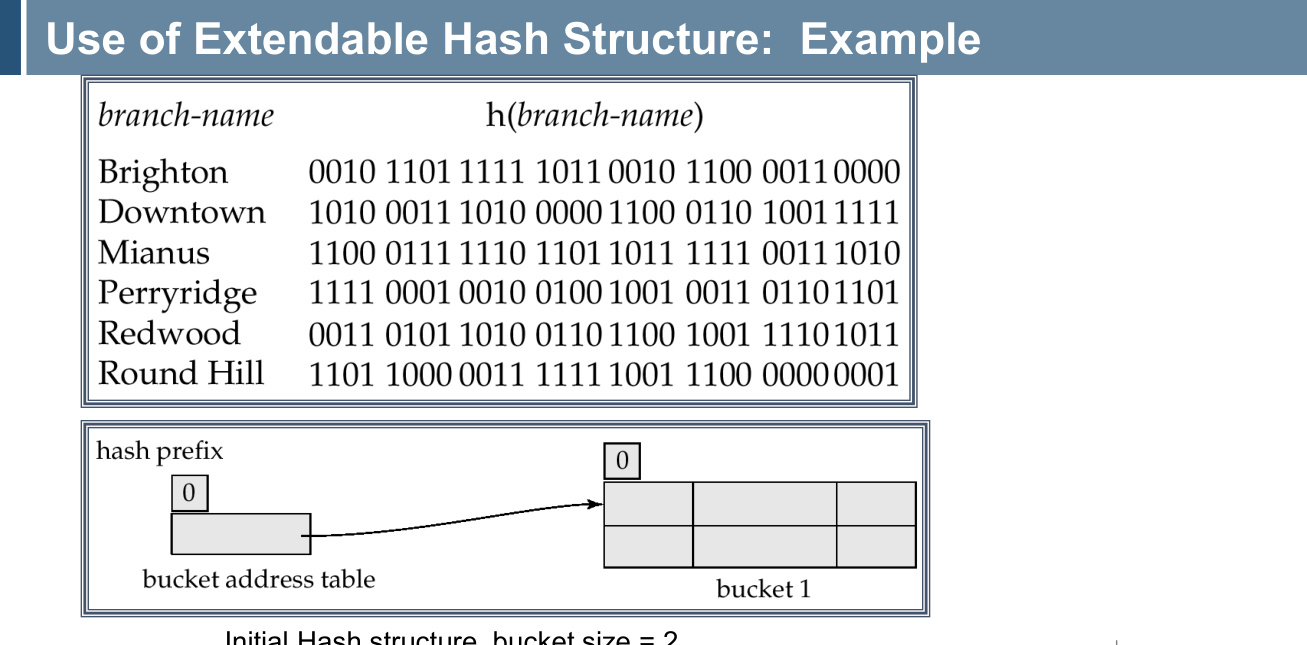 Use of Extendable Hash Structure: Example
branch-name h(branch-name)
Brighton 0010 1101 1111 1011 0010 1100 0011 0000
Downtown 1010 0011 1010 0000 1100 0110 1001 1111
Mianus 1100 0111 1110 1101 1011 1111 0011 1010
Perryridge 1111 0001 0010 0100 1001 0011 0110 1101
Redwood 0011 0101 1010 0110 1100 1001 1110 1011
Round Hill 1101 1000 0011 1111 1001 1100 0000 0001
hash prefix
0
0
bucket address table
bucket 1
Initial Hash structure, bucket size = 2